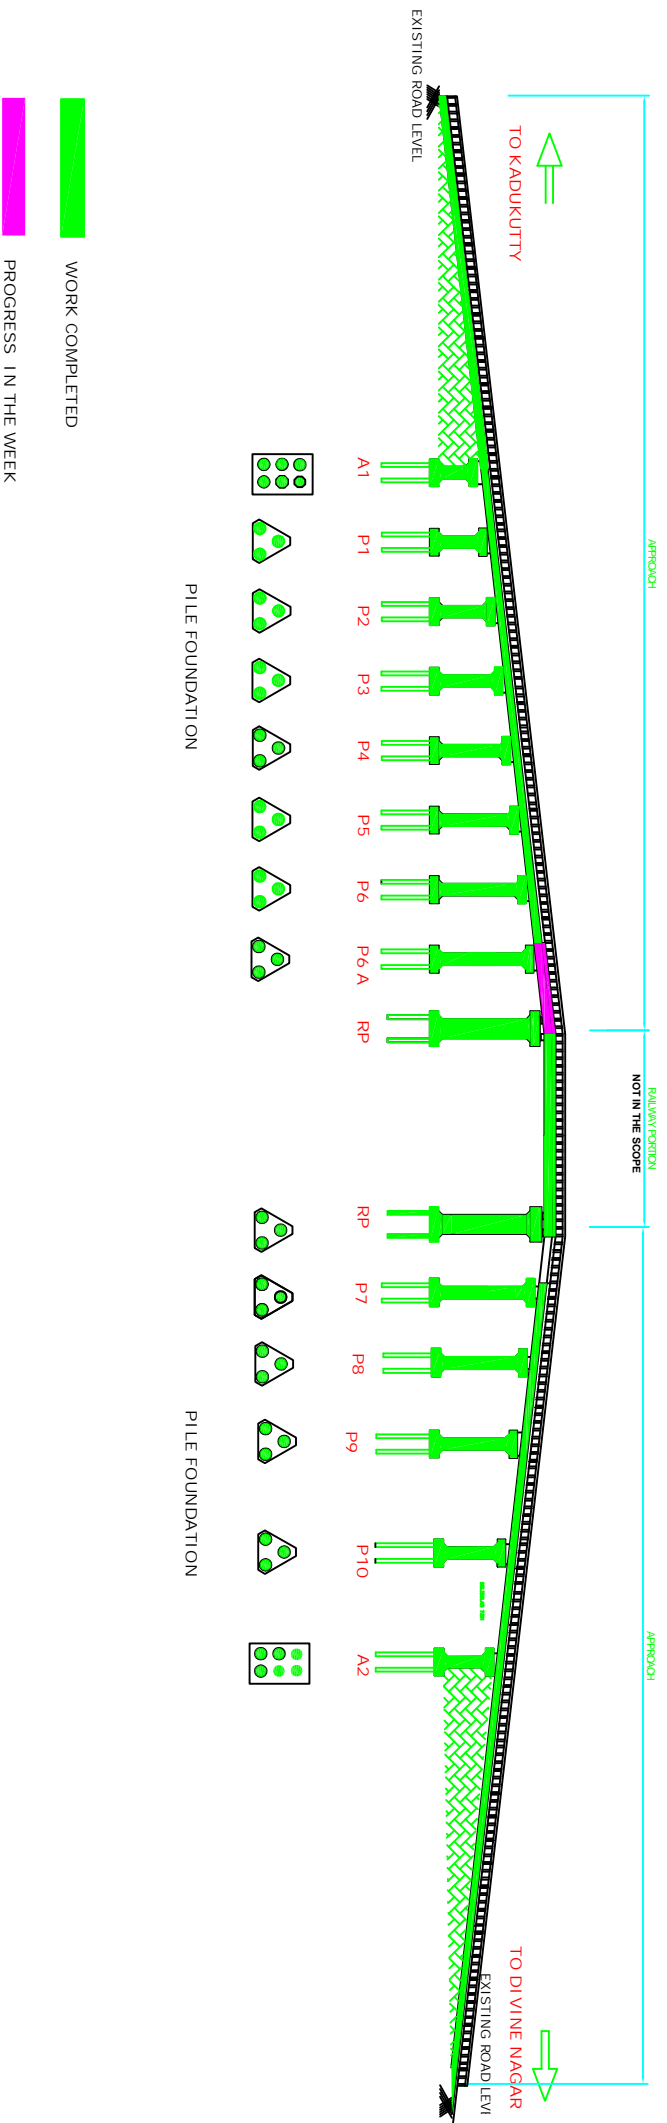 APPROACH
RAILWAY PORTION
NOT IN THE SCOPE
APPROACH
TO KADUKUTTY
TO DIVINE NAGAR
EXISTING ROAD LEVEL
EXISTING ROAD LEVI
A1
P1
P2
P3
P4
P5
P6
P6 A
RP
RP
P7
P8
P9
P10
A2
PILE FOUNDATION
PILE FOUNDATION
WORK COMPLETED
PROGRESS IN THE WEEK